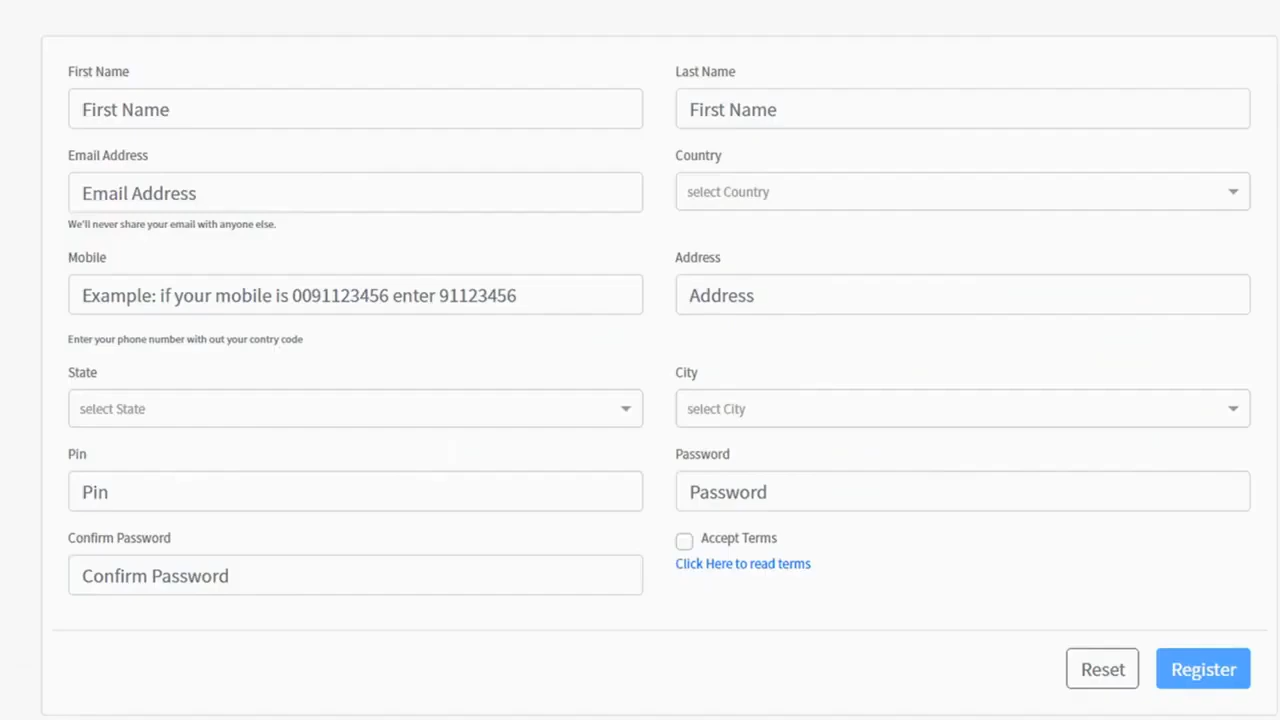 First Name
Last Name
First Name
First Name
Email Address
Country
Email Address
select Country
We'll never share your email with anyone else.
Mobile
Address
Example: if your mobile is 0091123456 enter 91123456
Address
Enter your phone number with out your contry code
State
City
select State
select City
Pin
Password
Pin
Password
Confirm Password
Accept Terms
Click Here to read terms
Confirm Password
Reset
Register